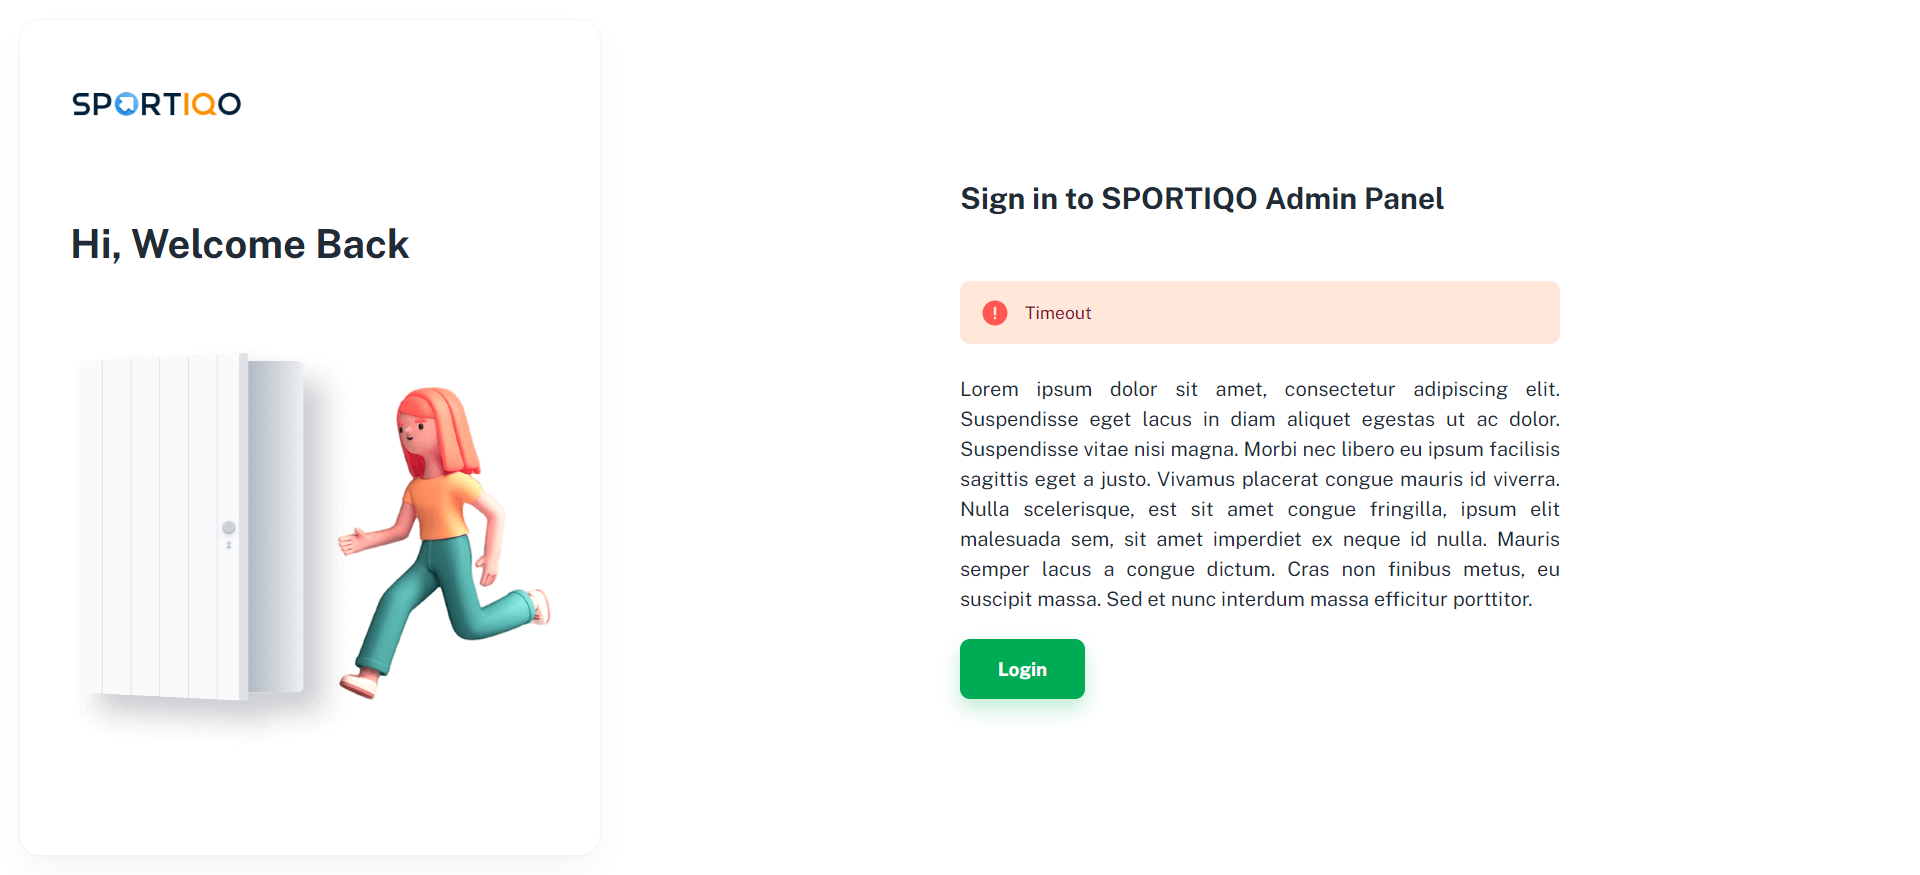 SPORTIQO
Hi, Welcome Back
Sign in to SPORTIQO Admin Panel
Timeout
Lorem ipsum dolor sit amet, consectetur adipiscing elit.
Suspendisse eget lacus in diam aliquet egestas ut ac dolor.
Suspendisse vitae nisi magna. Morbi nec libero eu ipsum facilisis
sagittis eget a justo. Vivamus placerat congue mauris id viverra.
Nulla scelerisque, est sit amet congue fringilla, ipsum elit
malesuada sem, sit amet imperdiet ex neque id nulla. Mauris
semper lacus a congue dictum. Cras non finibus metus, eu
suscipit massa. Sed et nunc interdum massa efficitur porttitor.
Login